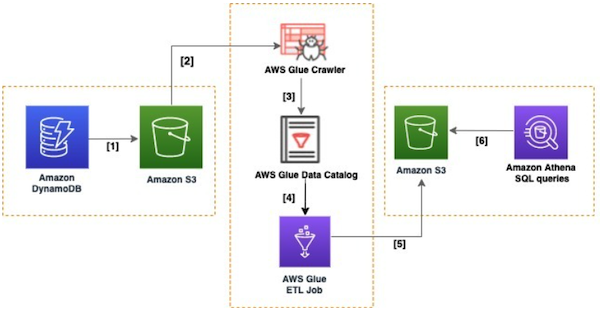 [2]
AWS Glue Crawler
[3]
[1]
Amazon
DynamoDB
Amazon S3
AWS Glue Data Catalog
[4]
AWS Glue
ETL Job
[5]
Amazon S3
[6]
Amazon Athena
SQL queries